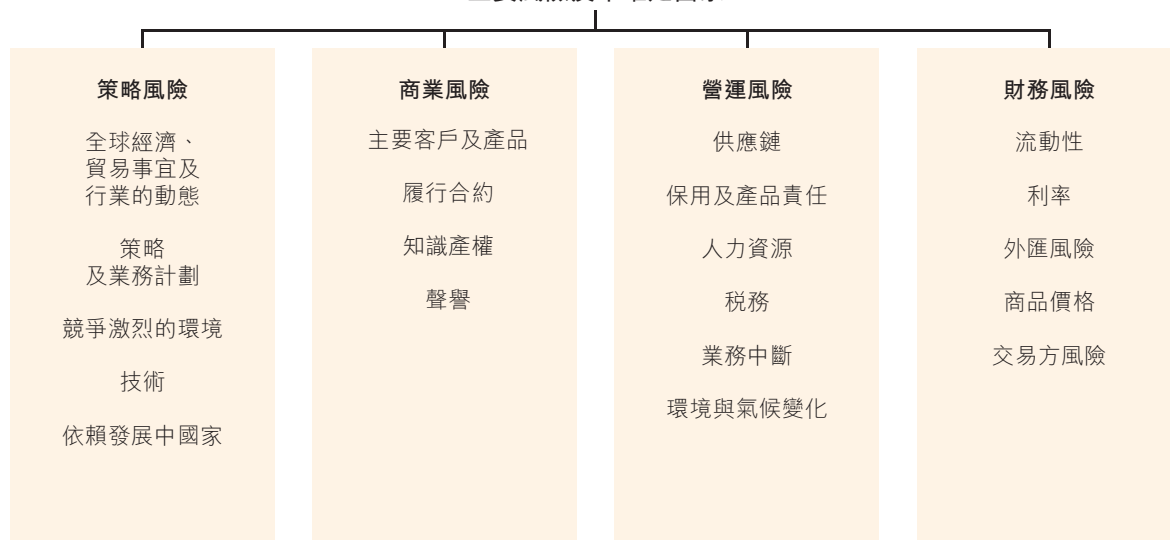 策略風險
全球經濟、
貿易事宜及
行業的動態
策略
及業務計劃
競爭激烈的環境
技術
依賴發展中國家
商業風險
主要客戶及產品
履行合約
知識產權
聲譽
營運風險
供應鏈
保用及產品責任
人力資源
税務
業務中斷
環境與氣候變化
財務風險
流動性
利率
外匯風險
商品價格
交易方風險